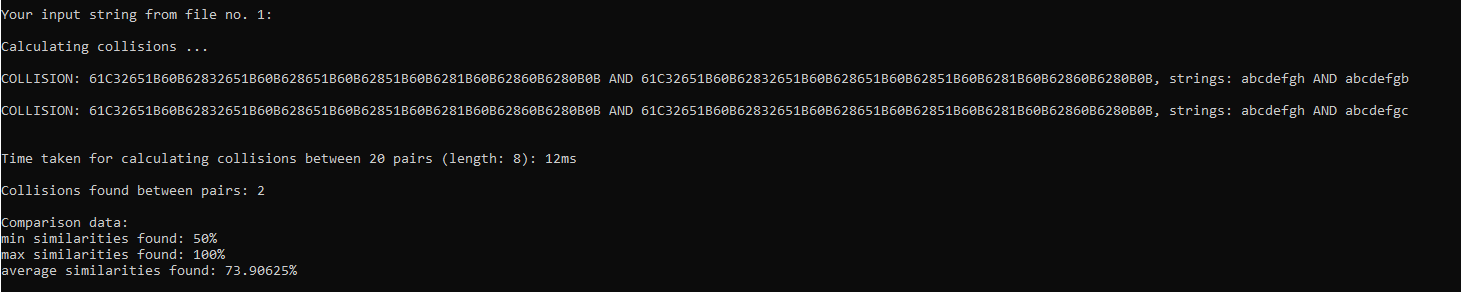 Your input string from file no. 1:
Calculating collisions ...
COLLISION: 61C32651B60B62832651B60B628651B60B62851B60B6281B60B62860B6280B0B AND 61C32651B60B62832651B60B628651B60B62851B60B6281B60B62860B6280B0B, strings: abcdefgh AND abcdefgb
COLLISION: 61C32651B60B62832651B60B628651B60B62851B60B6281B60B62860B6280B0B AND 61C32651B60B62832651B60B628651B60B62851B60B6281B60B62860B6280B0B, strings: abcdefgh AND abcdefgc
Time taken for calculating collisions between 20 pairs (length: 8): 12ms
Collisions found between pairs: 2
Comparison data:
min similarities found: 50%
max similarities found: 100%
average similarities found: 73.90625%